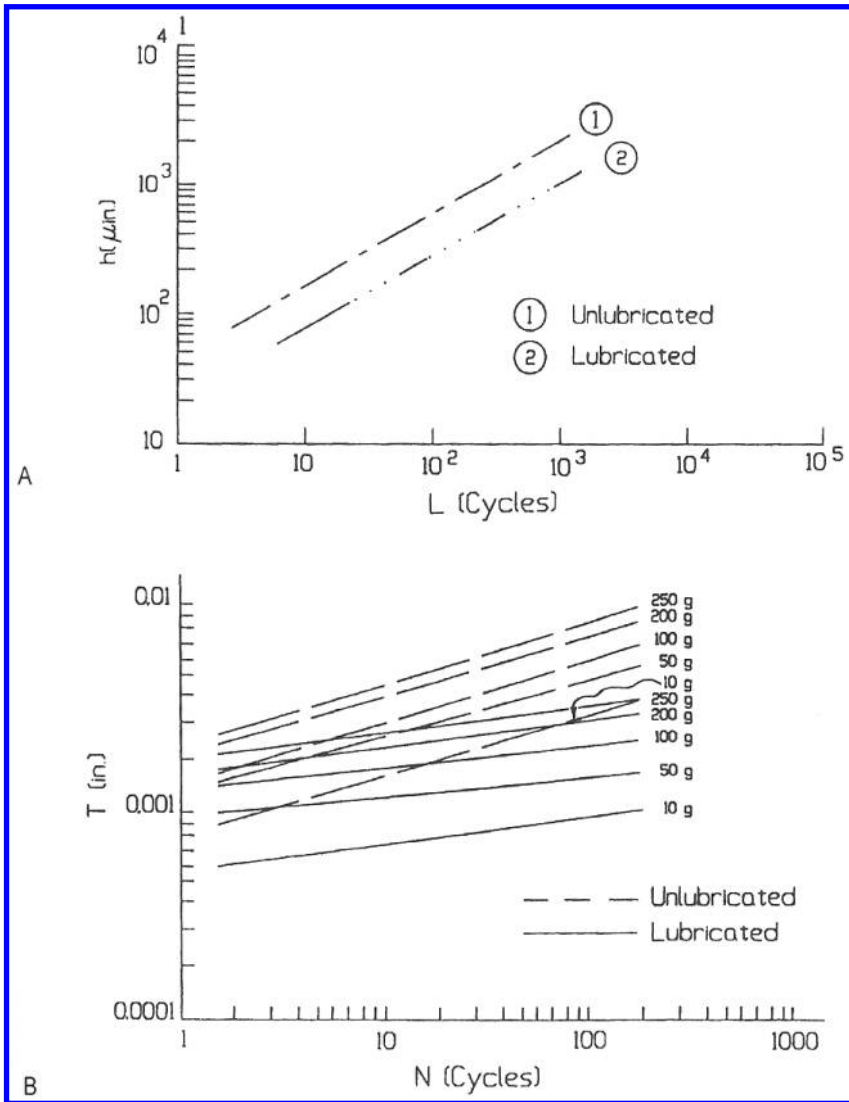 1
10⁴
10³
h(μin)
10²
10
① 
②
① Unlubricated
② Lubricated
1 10 10² 10³ 10⁴ 10⁵
L (Cycles)
A
0.01
0.001
T (in.)
0.0001
250 g
200 g
100 g
50 g
10 g
250 g
200 g
100 g
50 g
10 g
Unlubricated
Lubricated
1 10 100 1000
N (Cycles)
B